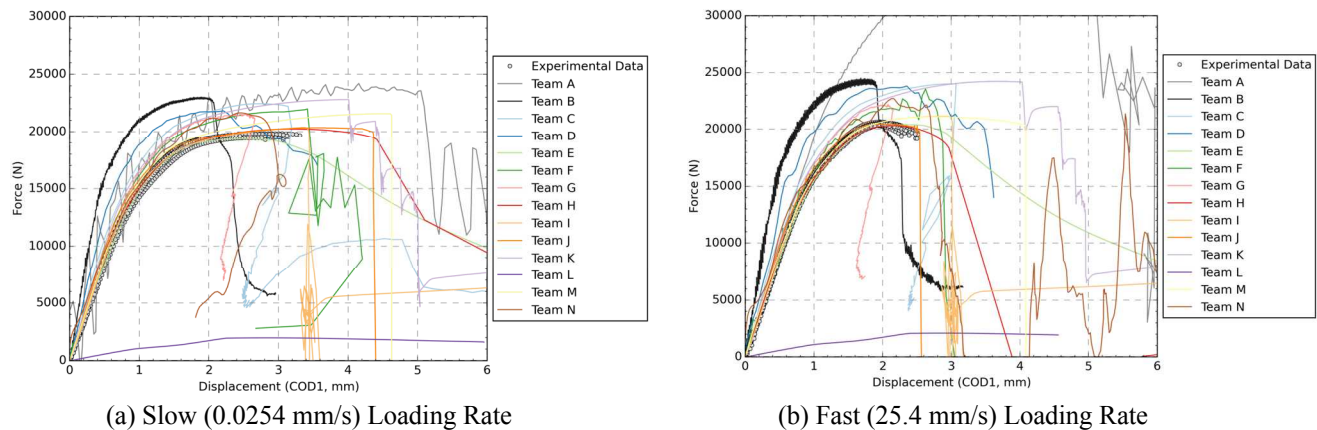 30000
25000
20000
15000
10000
5000
0
Force (N)
0 1 2 3 4 5 6
Displacement (COD1, mm)
Experimental Data
Team A
Team B
Team C
Team D
Team E
Team F
Team G
Team H
Team I
Team J
Team K
Team L
Team M
Team N
(a) Slow (0.0254 mm/s) Loading Rate
30000
25000
20000
15000
10000
5000
0
Force (N)
0 1 2 3 4 5 6
Displacement (COD1, mm)
Experimental Data
Team A
Team B
Team C
Team D
Team E
Team F
Team G
Team H
Team I
Team J
Team K
Team L
Team M
Team N
(b) Fast (25.4 mm/s) Loading Rate